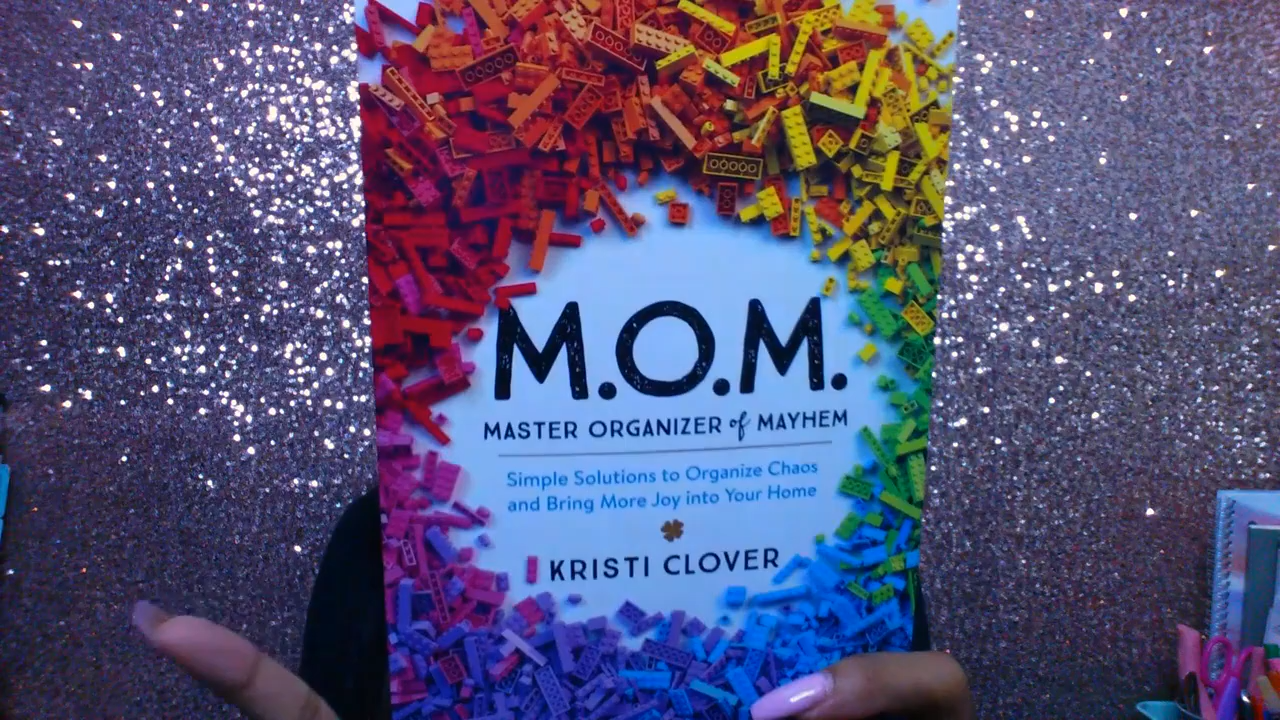 M.O.M.
MASTER ORGANIZER of MAYHEM
Simple Solutions to Organize Chaos
and Bring More Joy into Your Home
KRISTI CLOVER